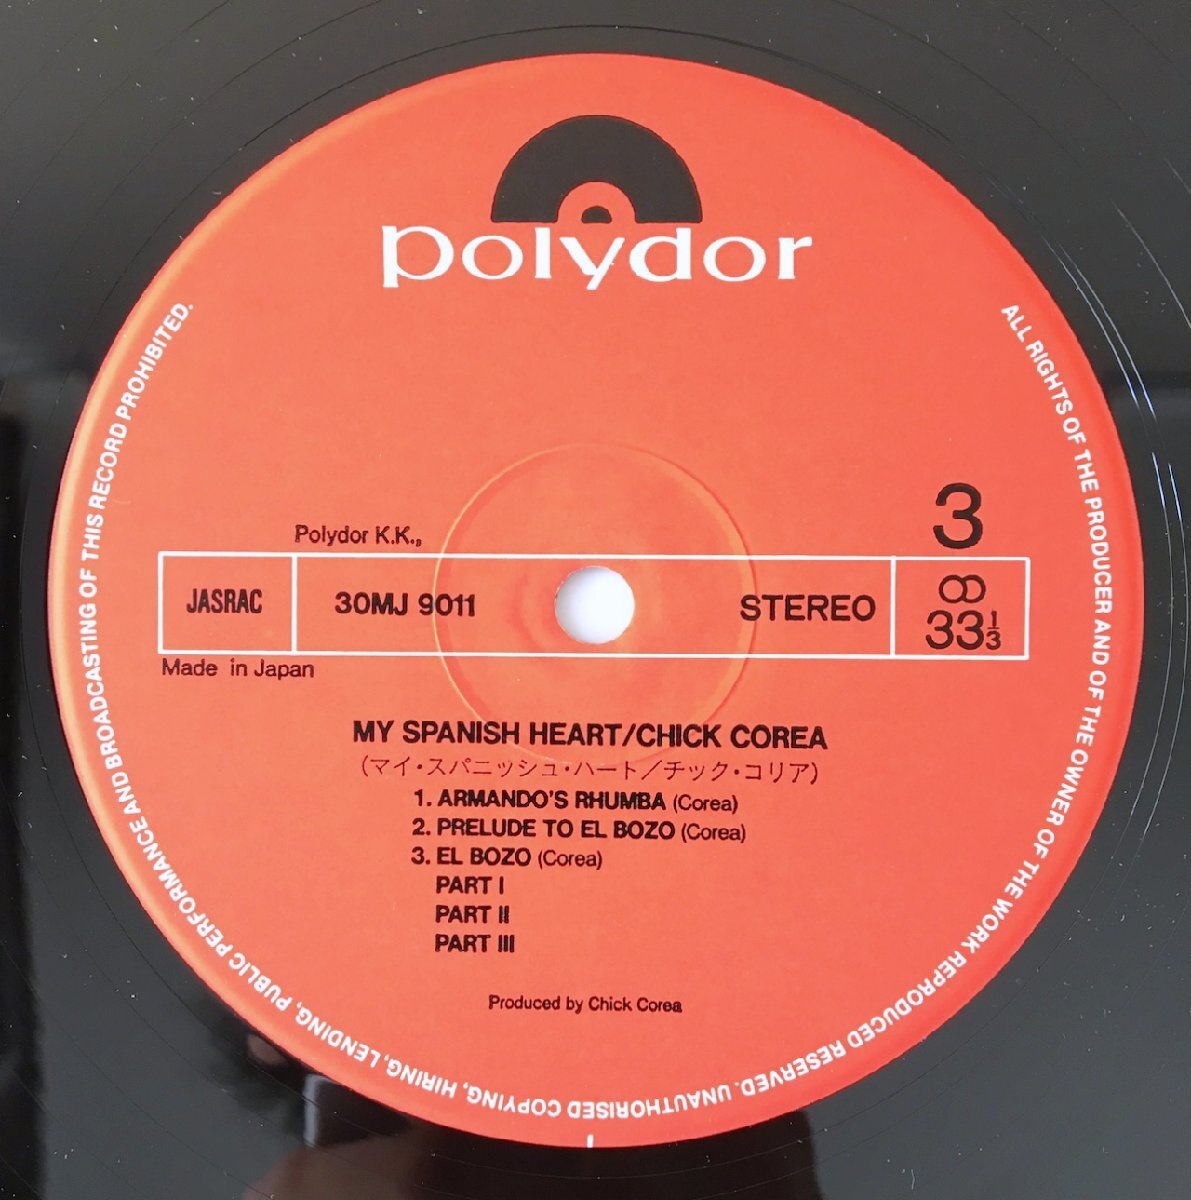 polydor
3
Polydor K.K.
JASRAC
30MJ 9011
STEREO
33⅓
Made in Japan
MY SPANISH HEART/CHICK COREA
(マイ・スパニッシュ・ハート／チック・コリア)
1. ARMANDO'S RHUMBA (Corea)
2. PRELUDE TO EL BOZO (Corea)
3. EL BOZO (Corea)
PART I
PART II
PART III
Produced by Chick Corea
ALL RIGHTS OF THE PRODUCER AND OF THE OWNER OF THE WORK REPRODUCED RESERVED. UNAUTHORISED COPYING, HIRING, LENDING, PUBLIC PERFORMANCE AND BROADCASTING OF THIS RECORD PROHIBITED.